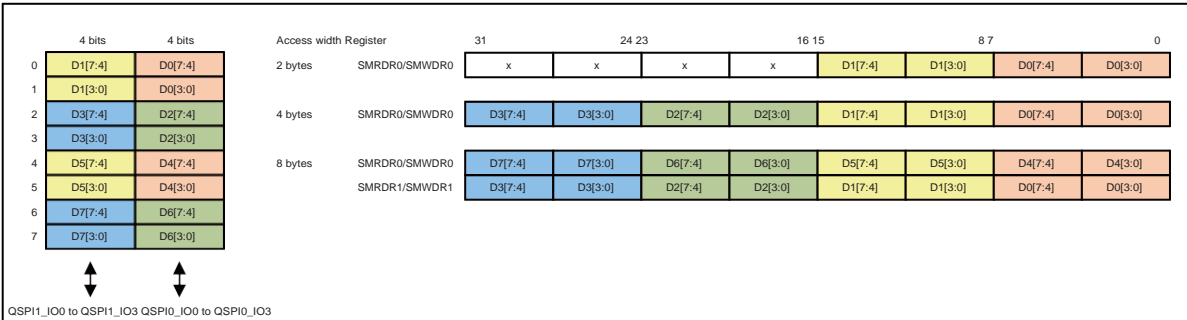 4 bits 4 bits Access width Register 31 24 23 16 15 8 7 0
0 D1[7:4] D0[7:4] 2 bytes SMRDR0/SMWDR0 x x x x D1[7:4] D1[3:0] D0[7:4] D0[3:0]
1 D1[3:0] D0[3:0]
2 D3[7:4] D2[7:4] 4 byte SMRDR0/SMWDR0 D3[7:4] D3[3:0] D2[7:4] D2[3:0] D1[7:4] D1[3:0] D0[7:4] D0[3:0]
3 D3[3:0] D2[3:0]
4 D5[7:4] D4[7:4] 8 bytes SMRDR0/SMWDR0 D7[7:4] D7[3:0] D6[7:4] D6[3:0] D5[7:4] D5[3:0] D4[7:4] D4[3:0]
5 D5[3:0] D4[3:0] SMRDR1/SMWDR1 D3[7:4] D3[3:0] D2[7:4] D2[3:0] D1[7:4] D1[3:0] D0[7:4] D0[3:0]
6 D7[7:4] D6[7:4]
7 D7[3:0] D6[3:0]
QSPI1_IO0 to QSPI1_IO3 QSPI0_IO0 to QSPI0_IO3